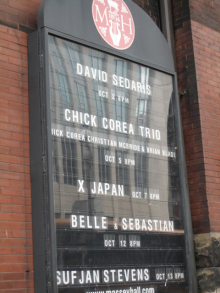 DAVID SEDARIS
OCT 2 8PM
CHICK COREA TRIO
HICK COREA CHRISTIAN MCBRIDE & BRIAN BLADE
OCT 5 8PM
X JAPAN OCT 7 8PM
BELLE & SEBASTIAN
OCT 12 8PM
SUFJAN STEVENS OCT 13 8PM
www.masseyhall.com